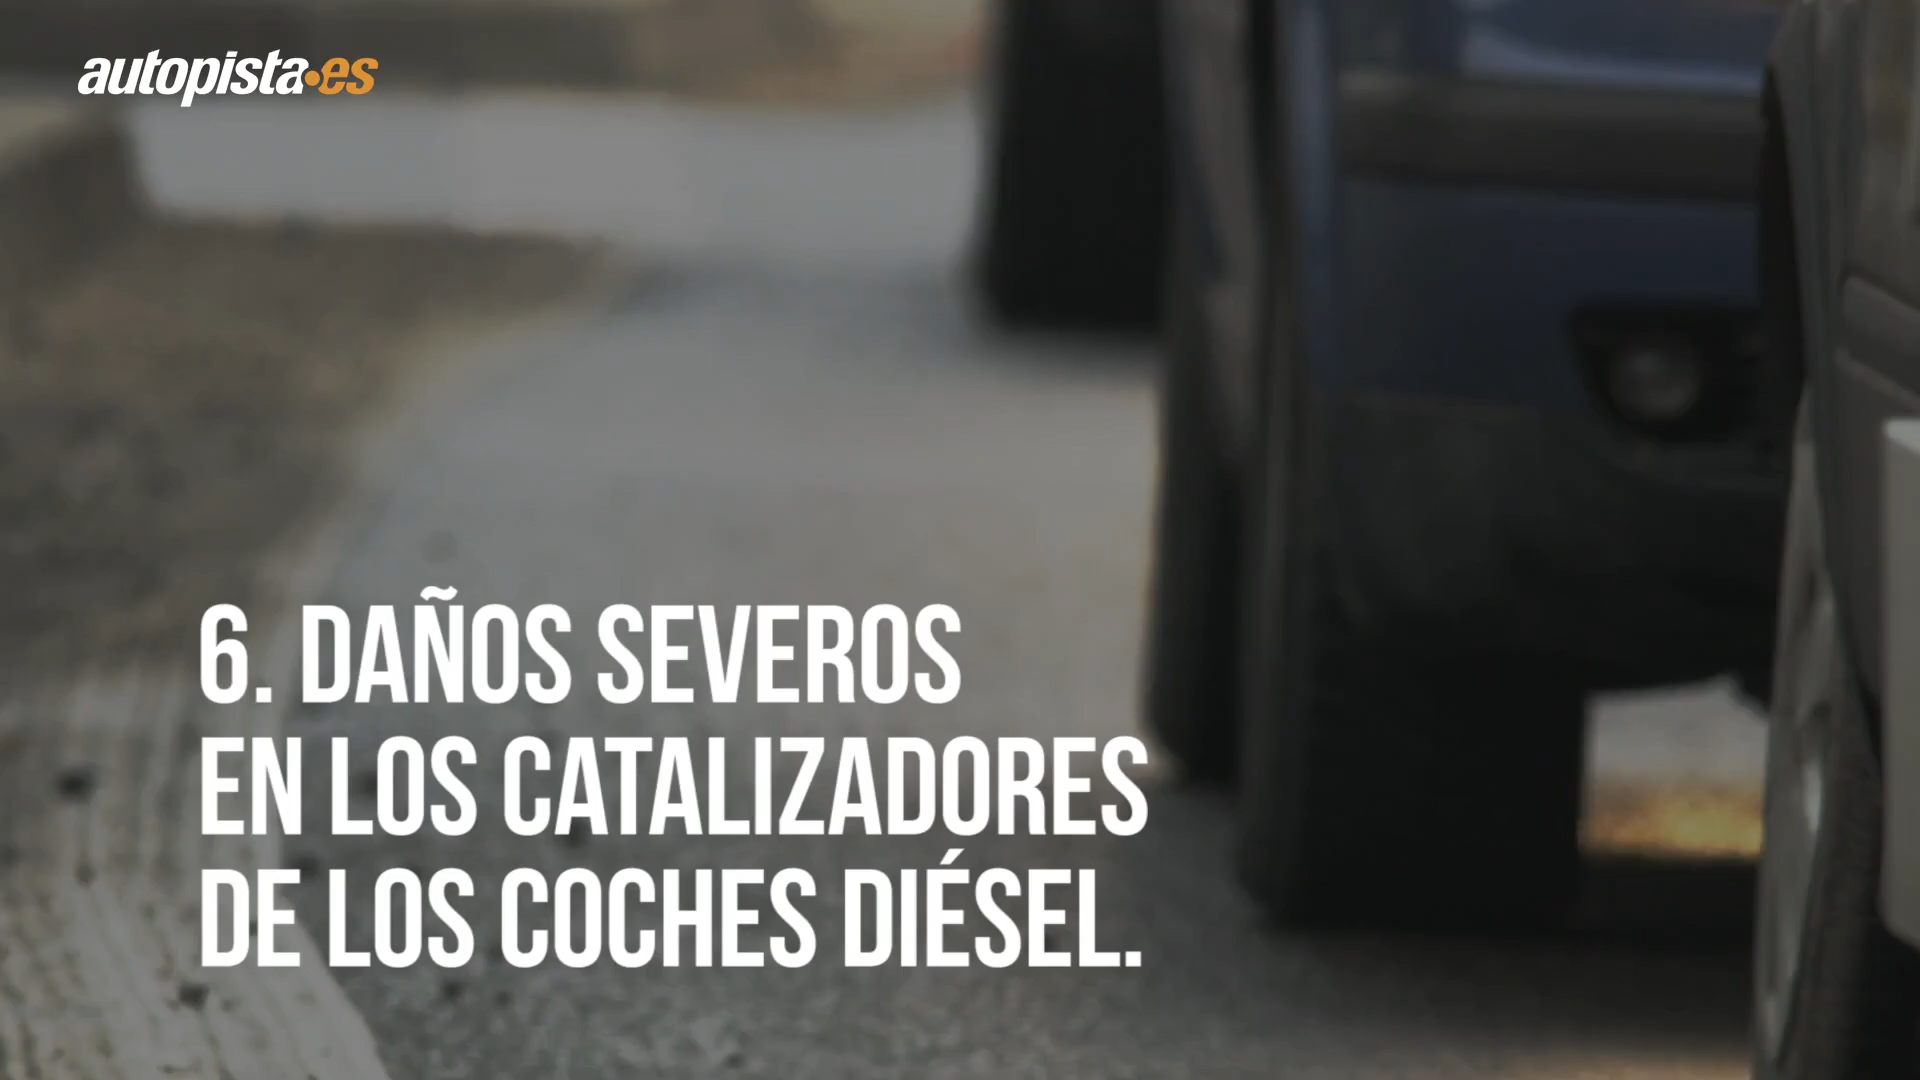 autopista.es
6. DAÑOS SEVEROS
EN LOS CATALIZADORES
DE LOS COCHES DIÉSEL.